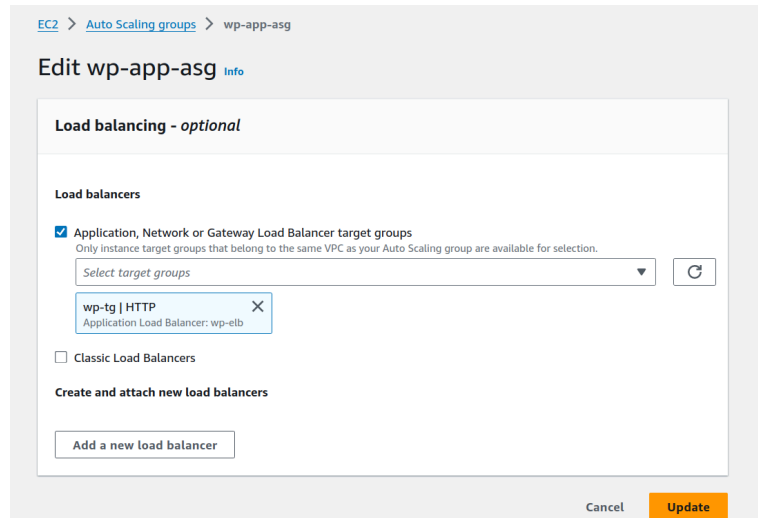 EC2 > Auto Scaling groups > wp-app-asg
Edit wp-app-asg Info
Load balancing - optional
Load balancers
Application, Network or Gateway Load Balancer target groups
Only instance target groups that belong to the same VPC as your Auto Scaling group are available for selection.
Select target groups
wp-tg | HTTP
Application Load Balancer: wp-elb
Classic Load Balancers
Create and attach new load balancers
Add a new load balancer
Cancel Update